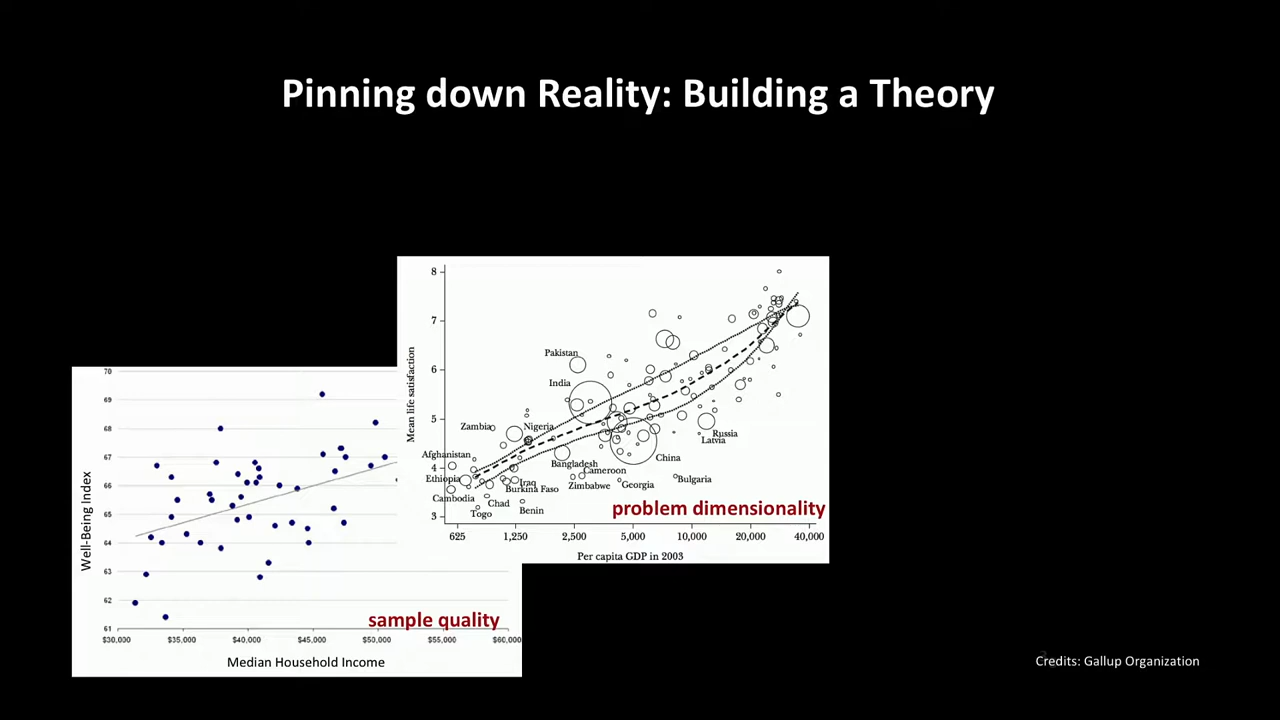 Pinning down Reality: Building a Theory
8
7
6
5
4
3
Mean life satisfaction
Pakistan
India
Zambia
Nigeria
Russia
Latvia
China
Afghanistan
Bangladesh
Cameroon
Ethiopia
Iraq
Burkina Faso
Zimbabwe
Georgia
Bulgaria
Cambodia
Chad
Togo
Benin
problem dimensionality
625 1,250 2,500 5,000 10,000 20,000 40,000
Per capita GDP in 2003
70
69
68
67
66
65
64
63
62
61
Well-Being Index
sample quality
$30,000 $35,000 $40,000 $45,000 $50,000 $55,000 $60,000
Median Household Income
Credits: Gallup Organization